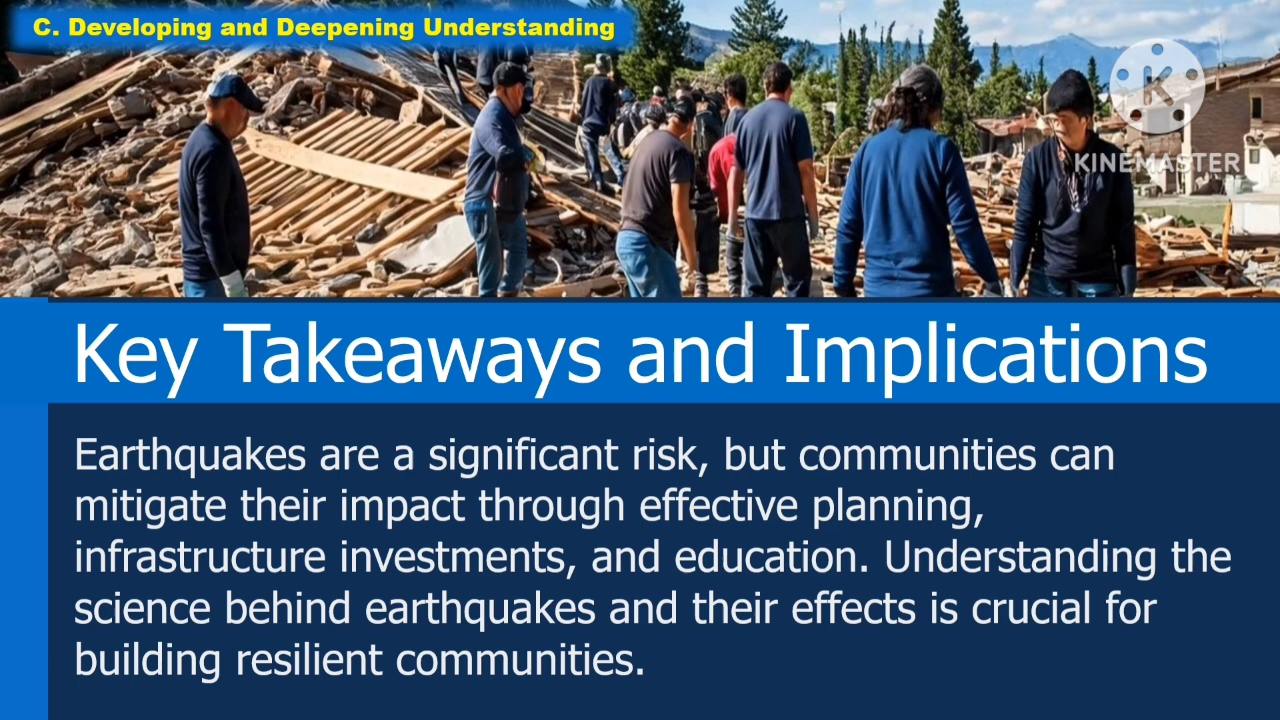 C. Developing and Deepening Understanding
K
KINEMASTER
Key Takeaways and Implications
Earthquakes are a significant risk, but communities can
mitigate their impact through effective planning,
infrastructure investments, and education. Understanding the
science behind earthquakes and their effects is crucial for
building resilient communities.